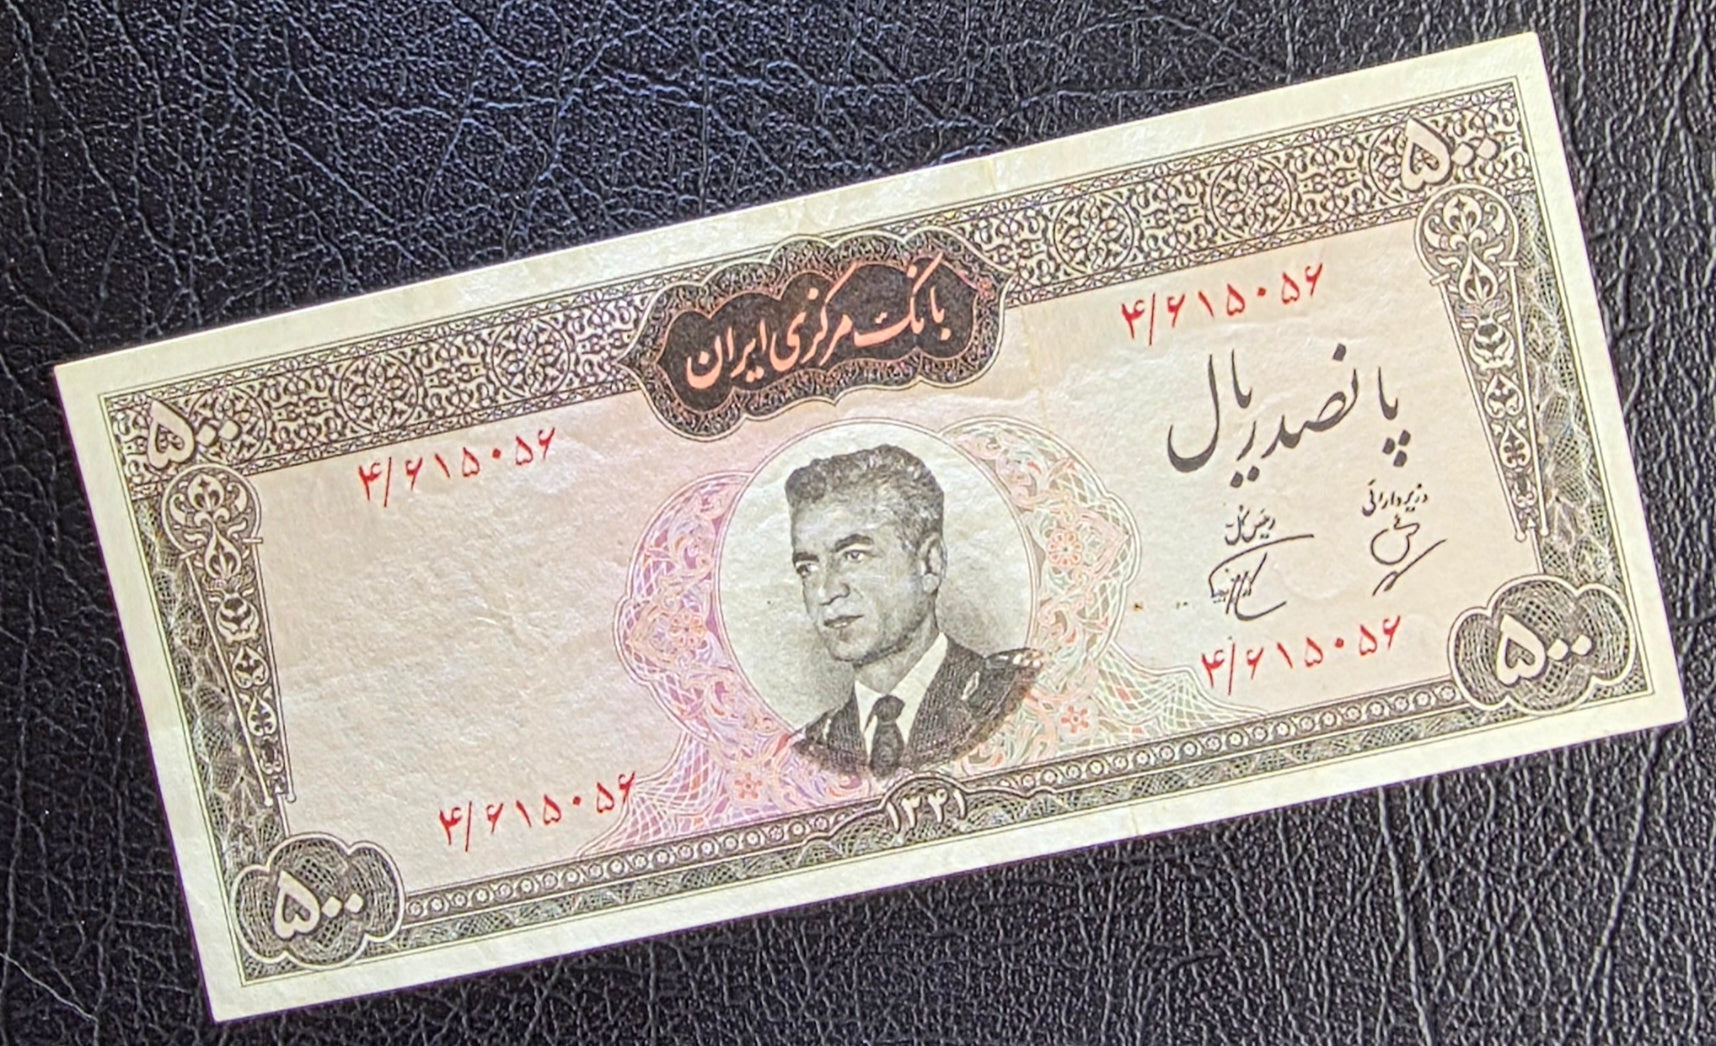 ۵۰۰
بانک مرکزی ایران
۵۰۰
۴/۶۱۵۰۵۶
۴/۶۱۵۰۵۶
پانصد ریال
وزیر دارائی
رئیس کل
۴/۶۱۵۰۵۶
۴/۶۱۵۰۵۶
۵۰۰
۱۳۴۱
۵۰۰